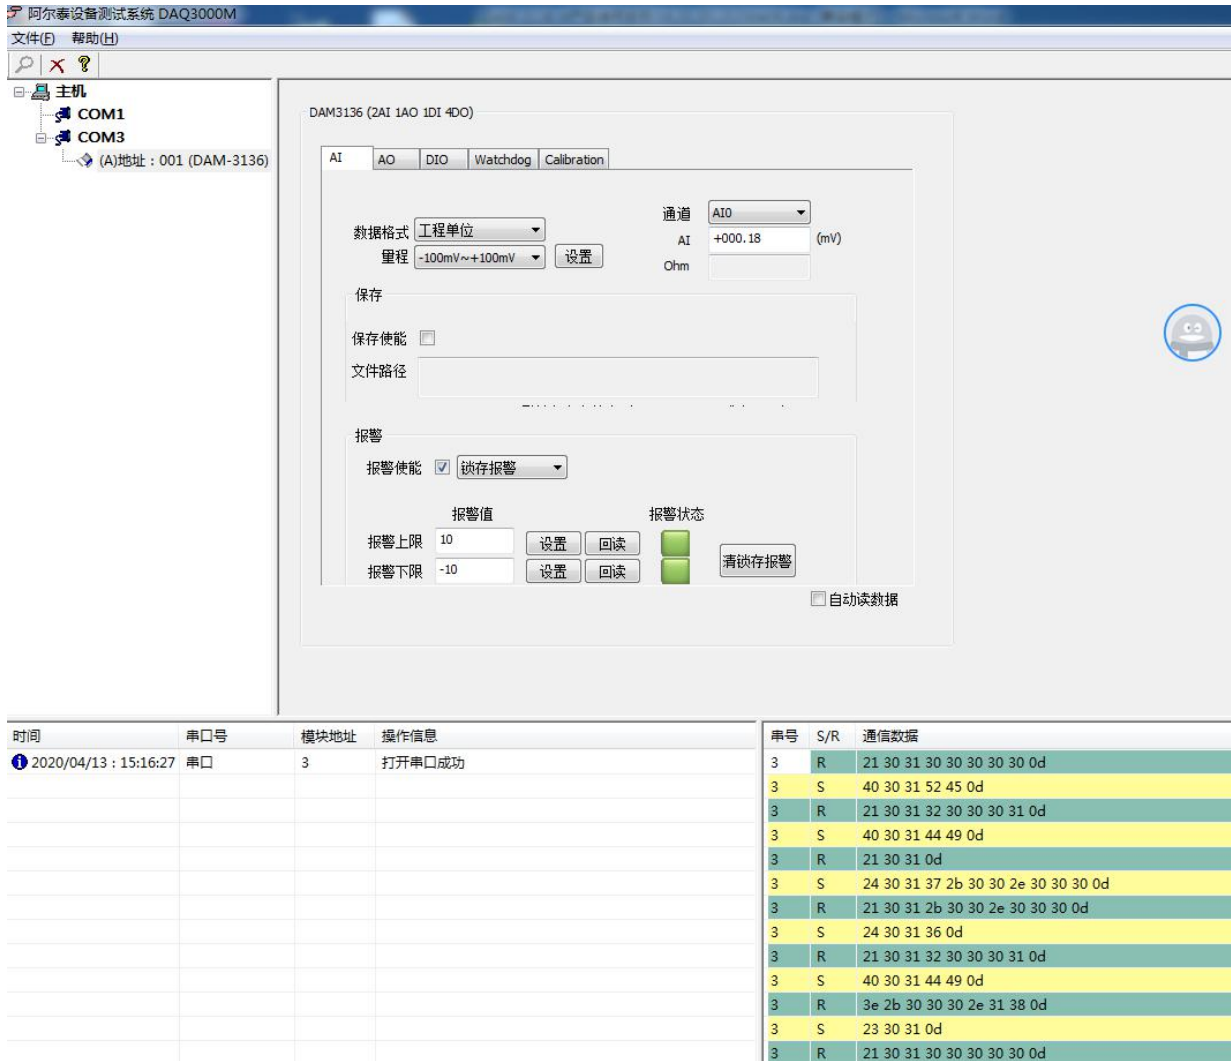 阿尔泰设备测试系统 DAQ3000M
文件(F) 帮助(H)
主机
COM1
COM3
(A)地址：001 (DAM-3136)
DAM3136 (2AI 1AO 1DI 4DO)
AI AO DIO Watchdog Calibration
数据格式 工程单位
量程 -100mV~+100mV 设置
通道 AI0
AI +000.18 (mV)
Ohm
保存
保存使能
文件路径
报警
报警使能 锁存报警
报警值 报警状态
报警上限 10 设置 回读
报警下限 -10 设置 回读
清锁存报警
自动读数据
时间 串口号 模块地址 操作信息
2020/04/13：15:16:27 串口 3 打开串口成功
串号 S/R 通信数据
3 R 21 30 31 30 30 30 30 30 0d
3 S 40 30 31 52 45 0d
3 R 21 30 31 32 30 30 30 31 0d
3 S 40 30 31 44 49 0d
3 R 21 30 31 0d
3 S 24 30 31 37 2b 30 30 2e 30 30 30 0d
3 R 21 30 31 2b 30 30 2e 30 30 30 0d
3 S 24 30 31 36 0d
3 R 21 30 31 32 30 30 30 31 0d
3 S 40 30 31 44 49 0d
3 R 3e 2b 30 30 30 2e 31 38 0d
3 S 23 30 31 0d
3 R 21 30 31 30 30 30 30 30 0d